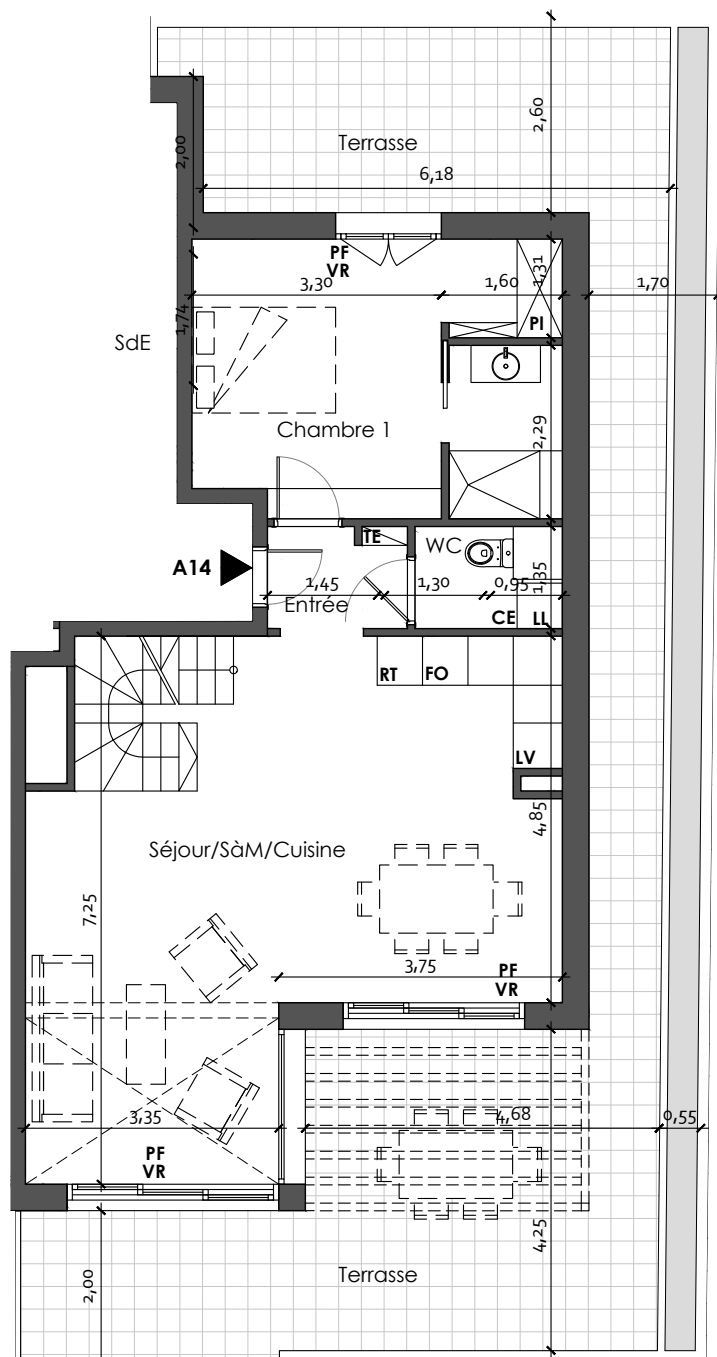 2,60
2,00
Terrasse
6,18
PF
VR
3,30
1,60
1,31
1,70
PI
1,74
SdE
Chambre 1
2,29
TE
WC
A14
1,45
1,30
0,95
1,35
Entrée
CE
LL
RT
FO
LV
4,85
Séjour/SàM/Cuisine
7,25
3,75
PF
VR
3,35
4,68
0,55
PF
VR
4,25
2,00
Terrasse